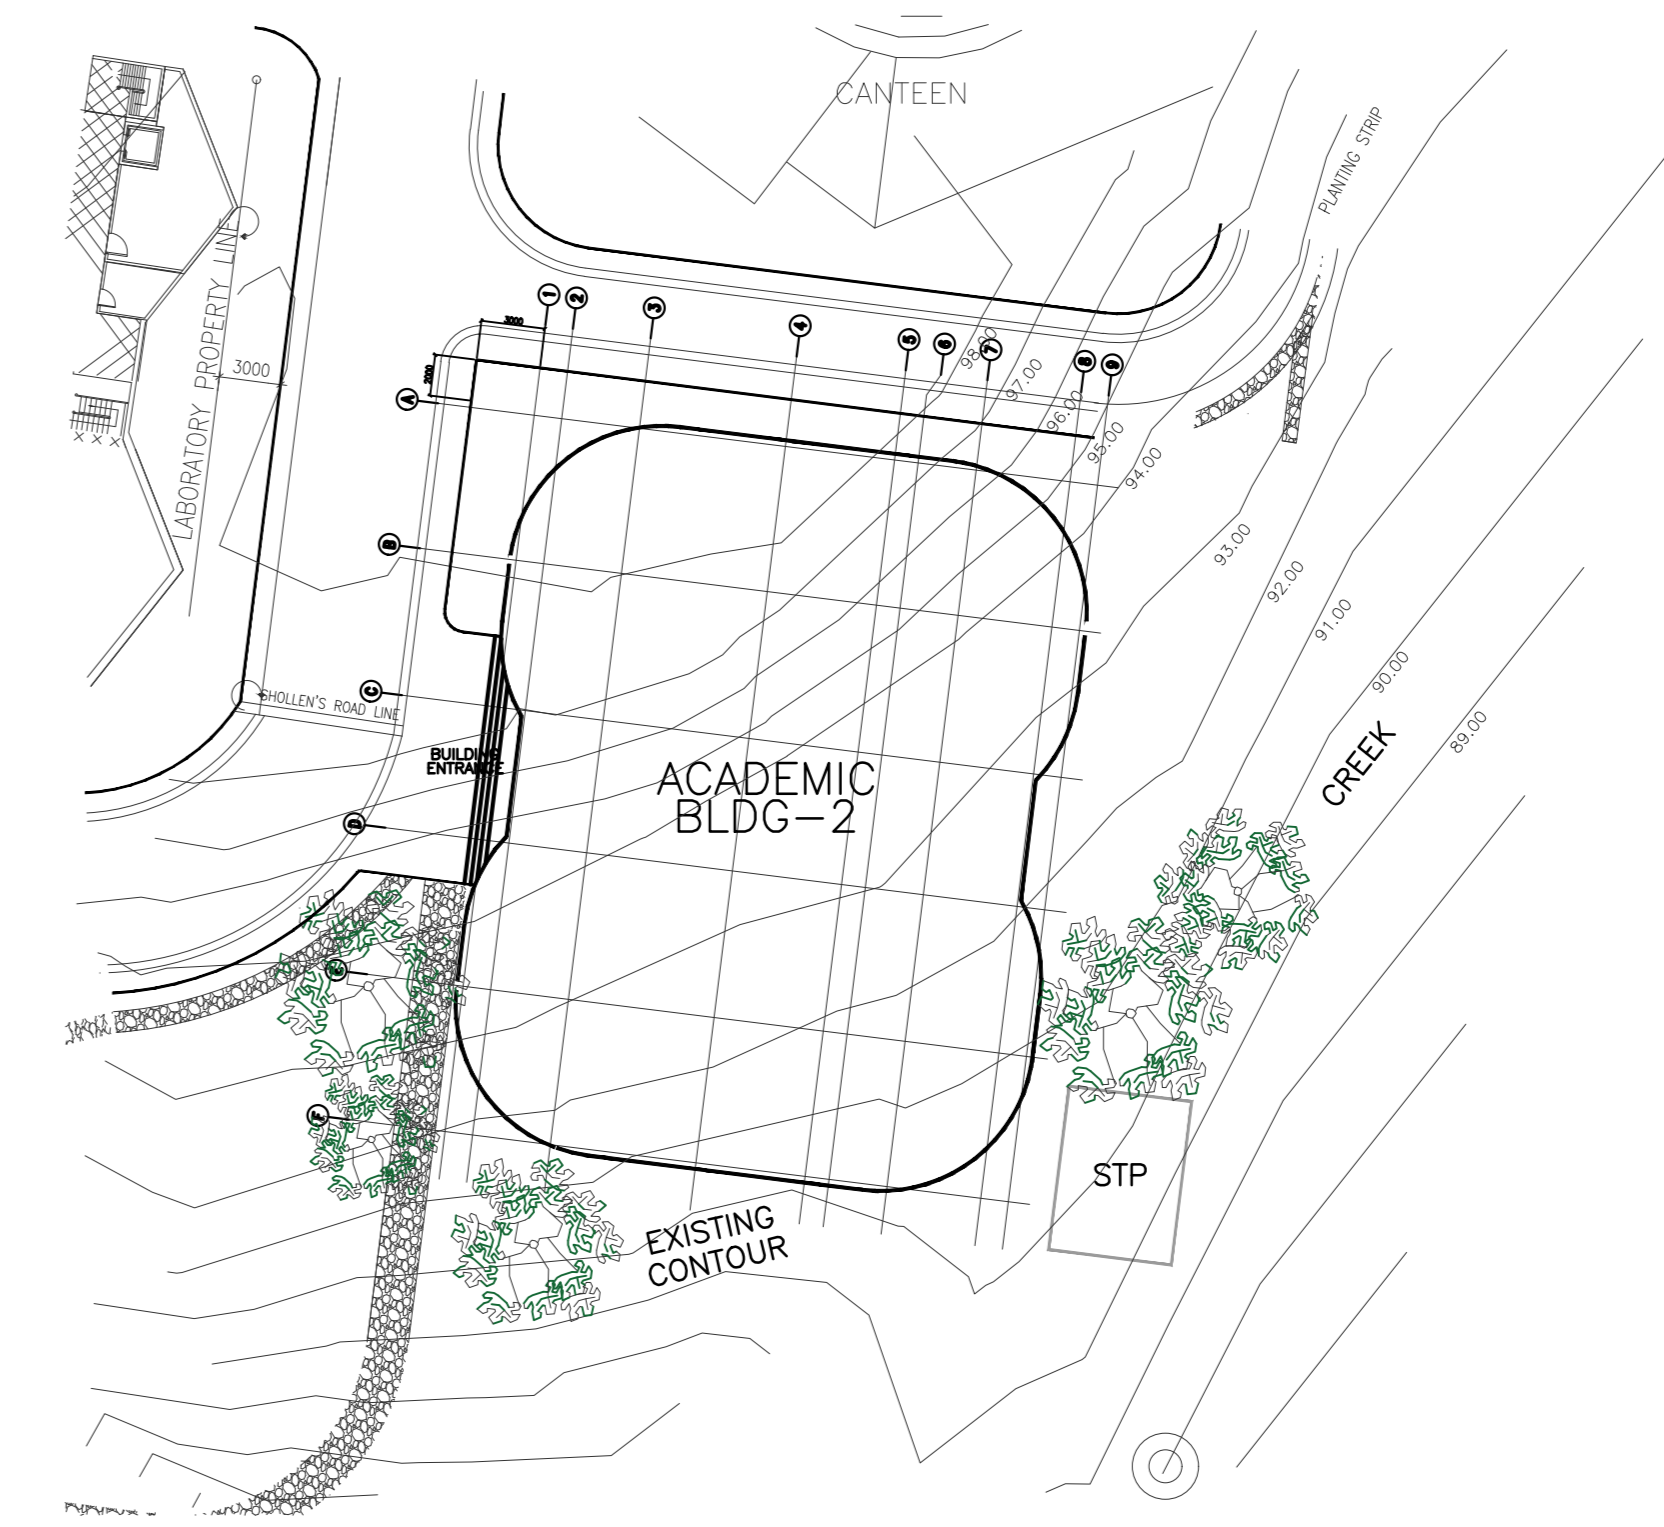 CANTEEN
PLANTING STRIP
LABORATORY PROPERTY LINE
3000
3000
2000
1
2
3
4
5
6
7
8
9
A
B
C
D
E
F
98.00
97.00
96.00
95.00
94.00
93.00
92.00
91.00
90.00
89.00
SHOLLEN'S ROAD LINE
BUILDING
ENTRANCE
ACADEMIC
BLDG-2
CREEK
STP
EXISTING
CONTOUR